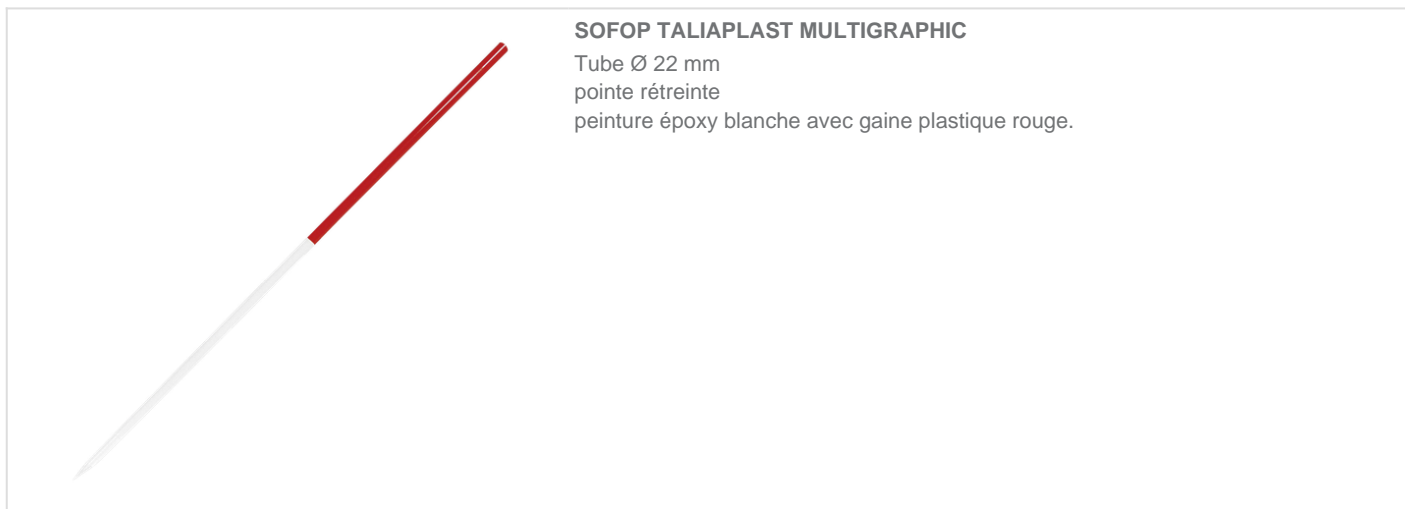 SOFOP TALIAPLAST MULTIGRAPHIC
Tube Ø 22 mm
pointe rétreinte
peinture époxy blanche avec gaine plastique rouge.